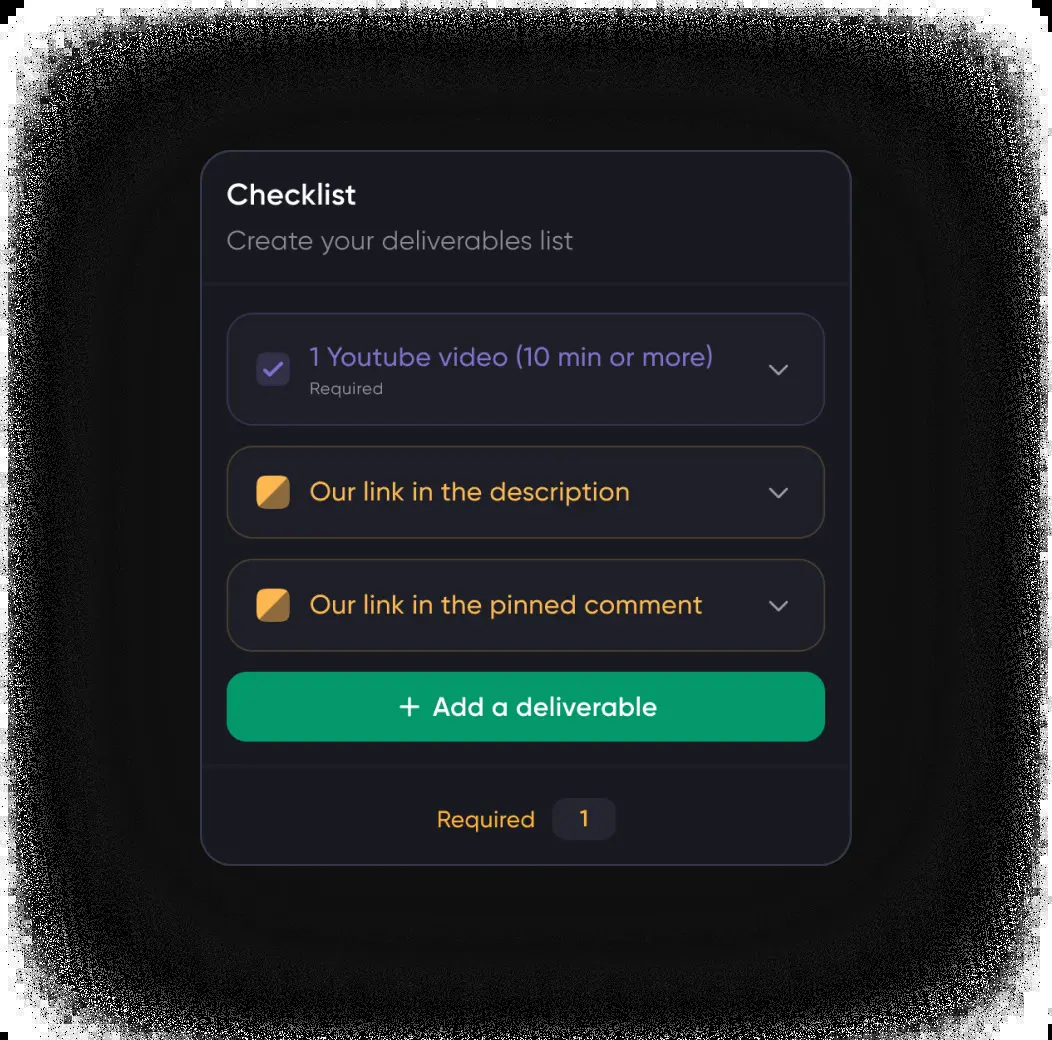 Checklist
Create your deliverables list
1 Youtube video (10 min or more)
Required
Our link in the description
Our link in the pinned comment
+ Add a deliverable
Required 1